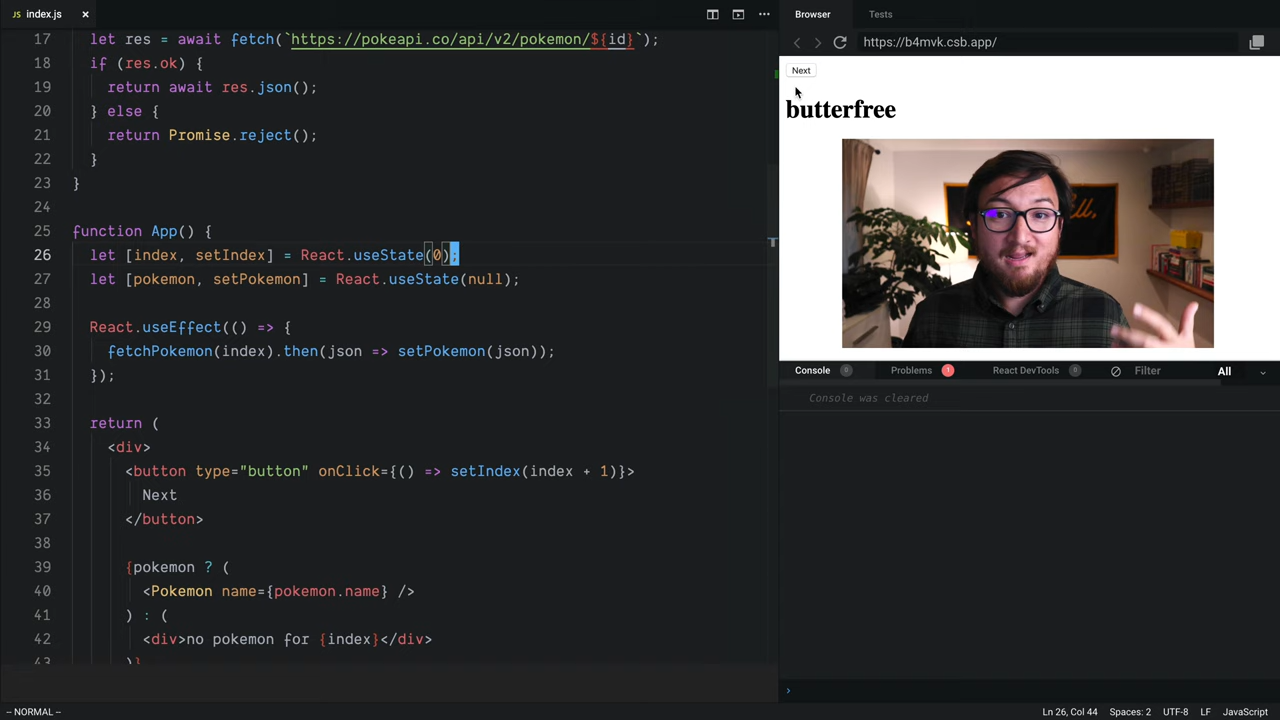 JS index.js ×
17 let res = await fetch(`https://pokeapi.co/api/v2/pokemon/${id}`);
18 if (res.ok) {
19 return await res.json();
20 } else {
21 return Promise.reject();
22 }
23 }
24
25 function App() {
26 let [index, setIndex] = React.useState(0);
27 let [pokemon, setPokemon] = React.useState(null);
28
29 React.useEffect(() => {
30 fetchPokemon(index).then(json => setPokemon(json));
31 });
32
33 return (
34 <div>
35 <button type="button" onClick={() => setIndex(index + 1)}>
36 Next
37 </button>
38
39 {pokemon ? (
40 <Pokemon name={pokemon.name} />
41 ) : (
42 <div>no pokemon for {index}</div>
43 )}
-- NORMAL --
Browser Tests
https://b4mvk.csb.app/
Next
butterfree
Console 0 Problems 1 React DevTools 0 Filter All
Console was cleared
›
Ln 26, Col 44 Spaces: 2 UTF-8 LF JavaScript